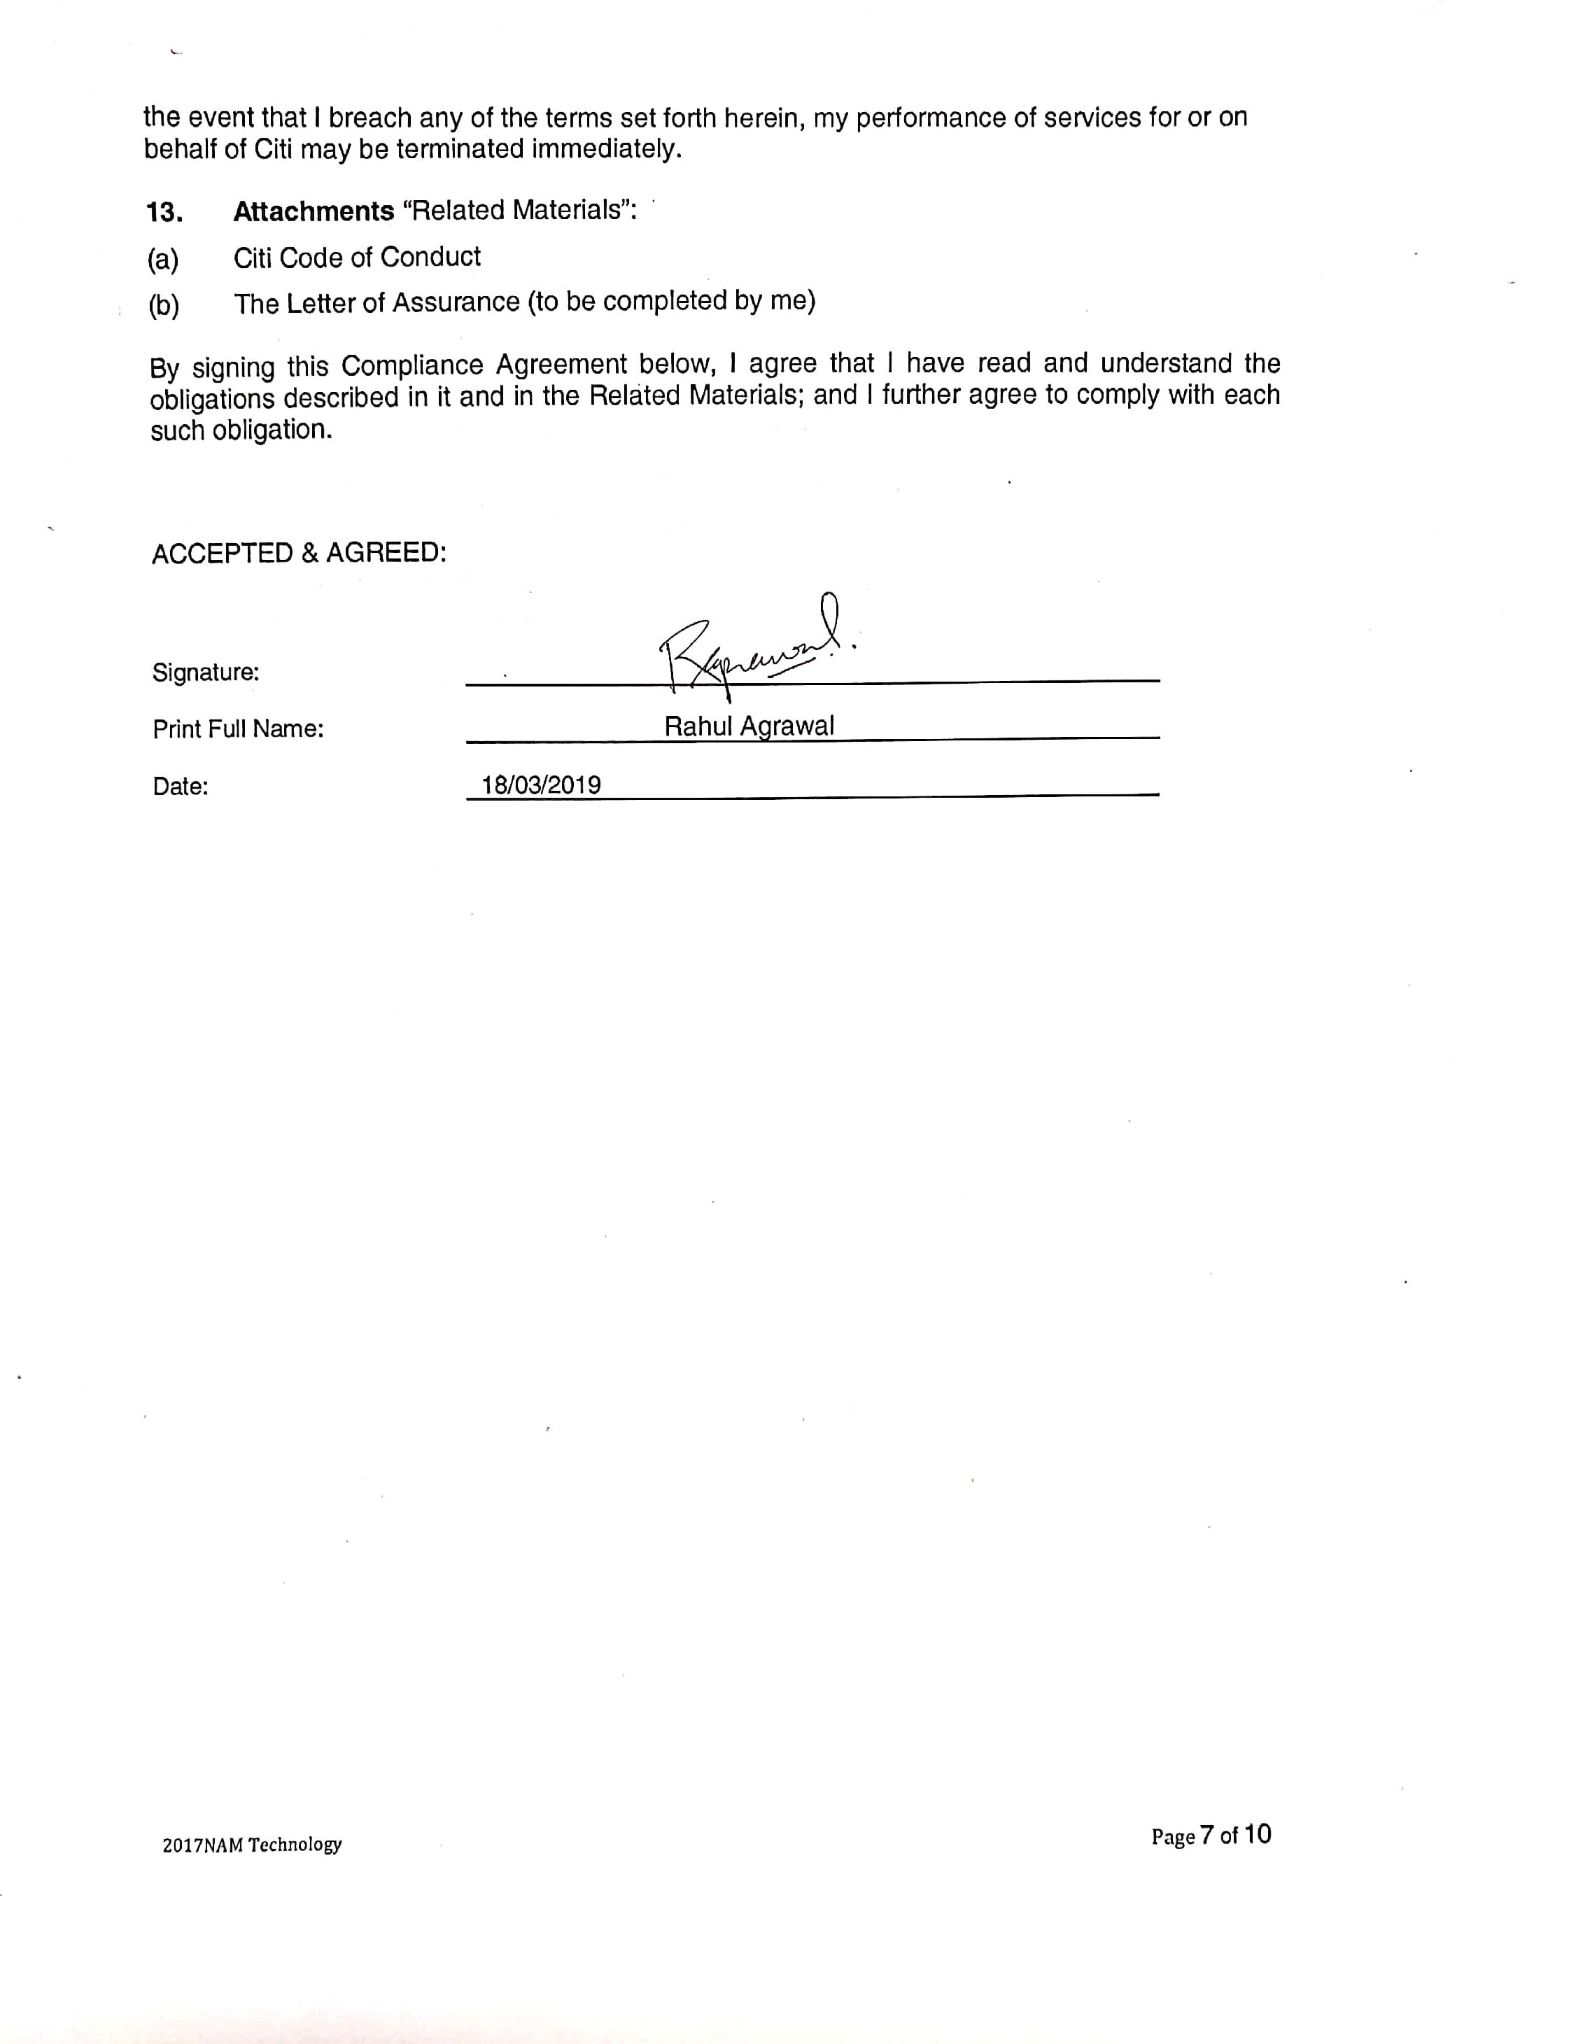 the event that I breach any of the terms set forth herein, my performance of services for or on
behalf of Citi may be terminated immediately.
13. Attachments “Related Materials”:
(a) Citi Code of Conduct
(b) The Letter of Assurance (to be completed by me)
By signing this Compliance Agreement below, I agree that I have read and understand the
obligations described in it and in the Related Materials; and I further agree to comply with each
such obligation.
ACCEPTED & AGREED:
Signature: RAgrawal.
Print Full Name: Rahul Agrawal
Date: 18/03/2019
2017NAM Technology Page 7 of 10